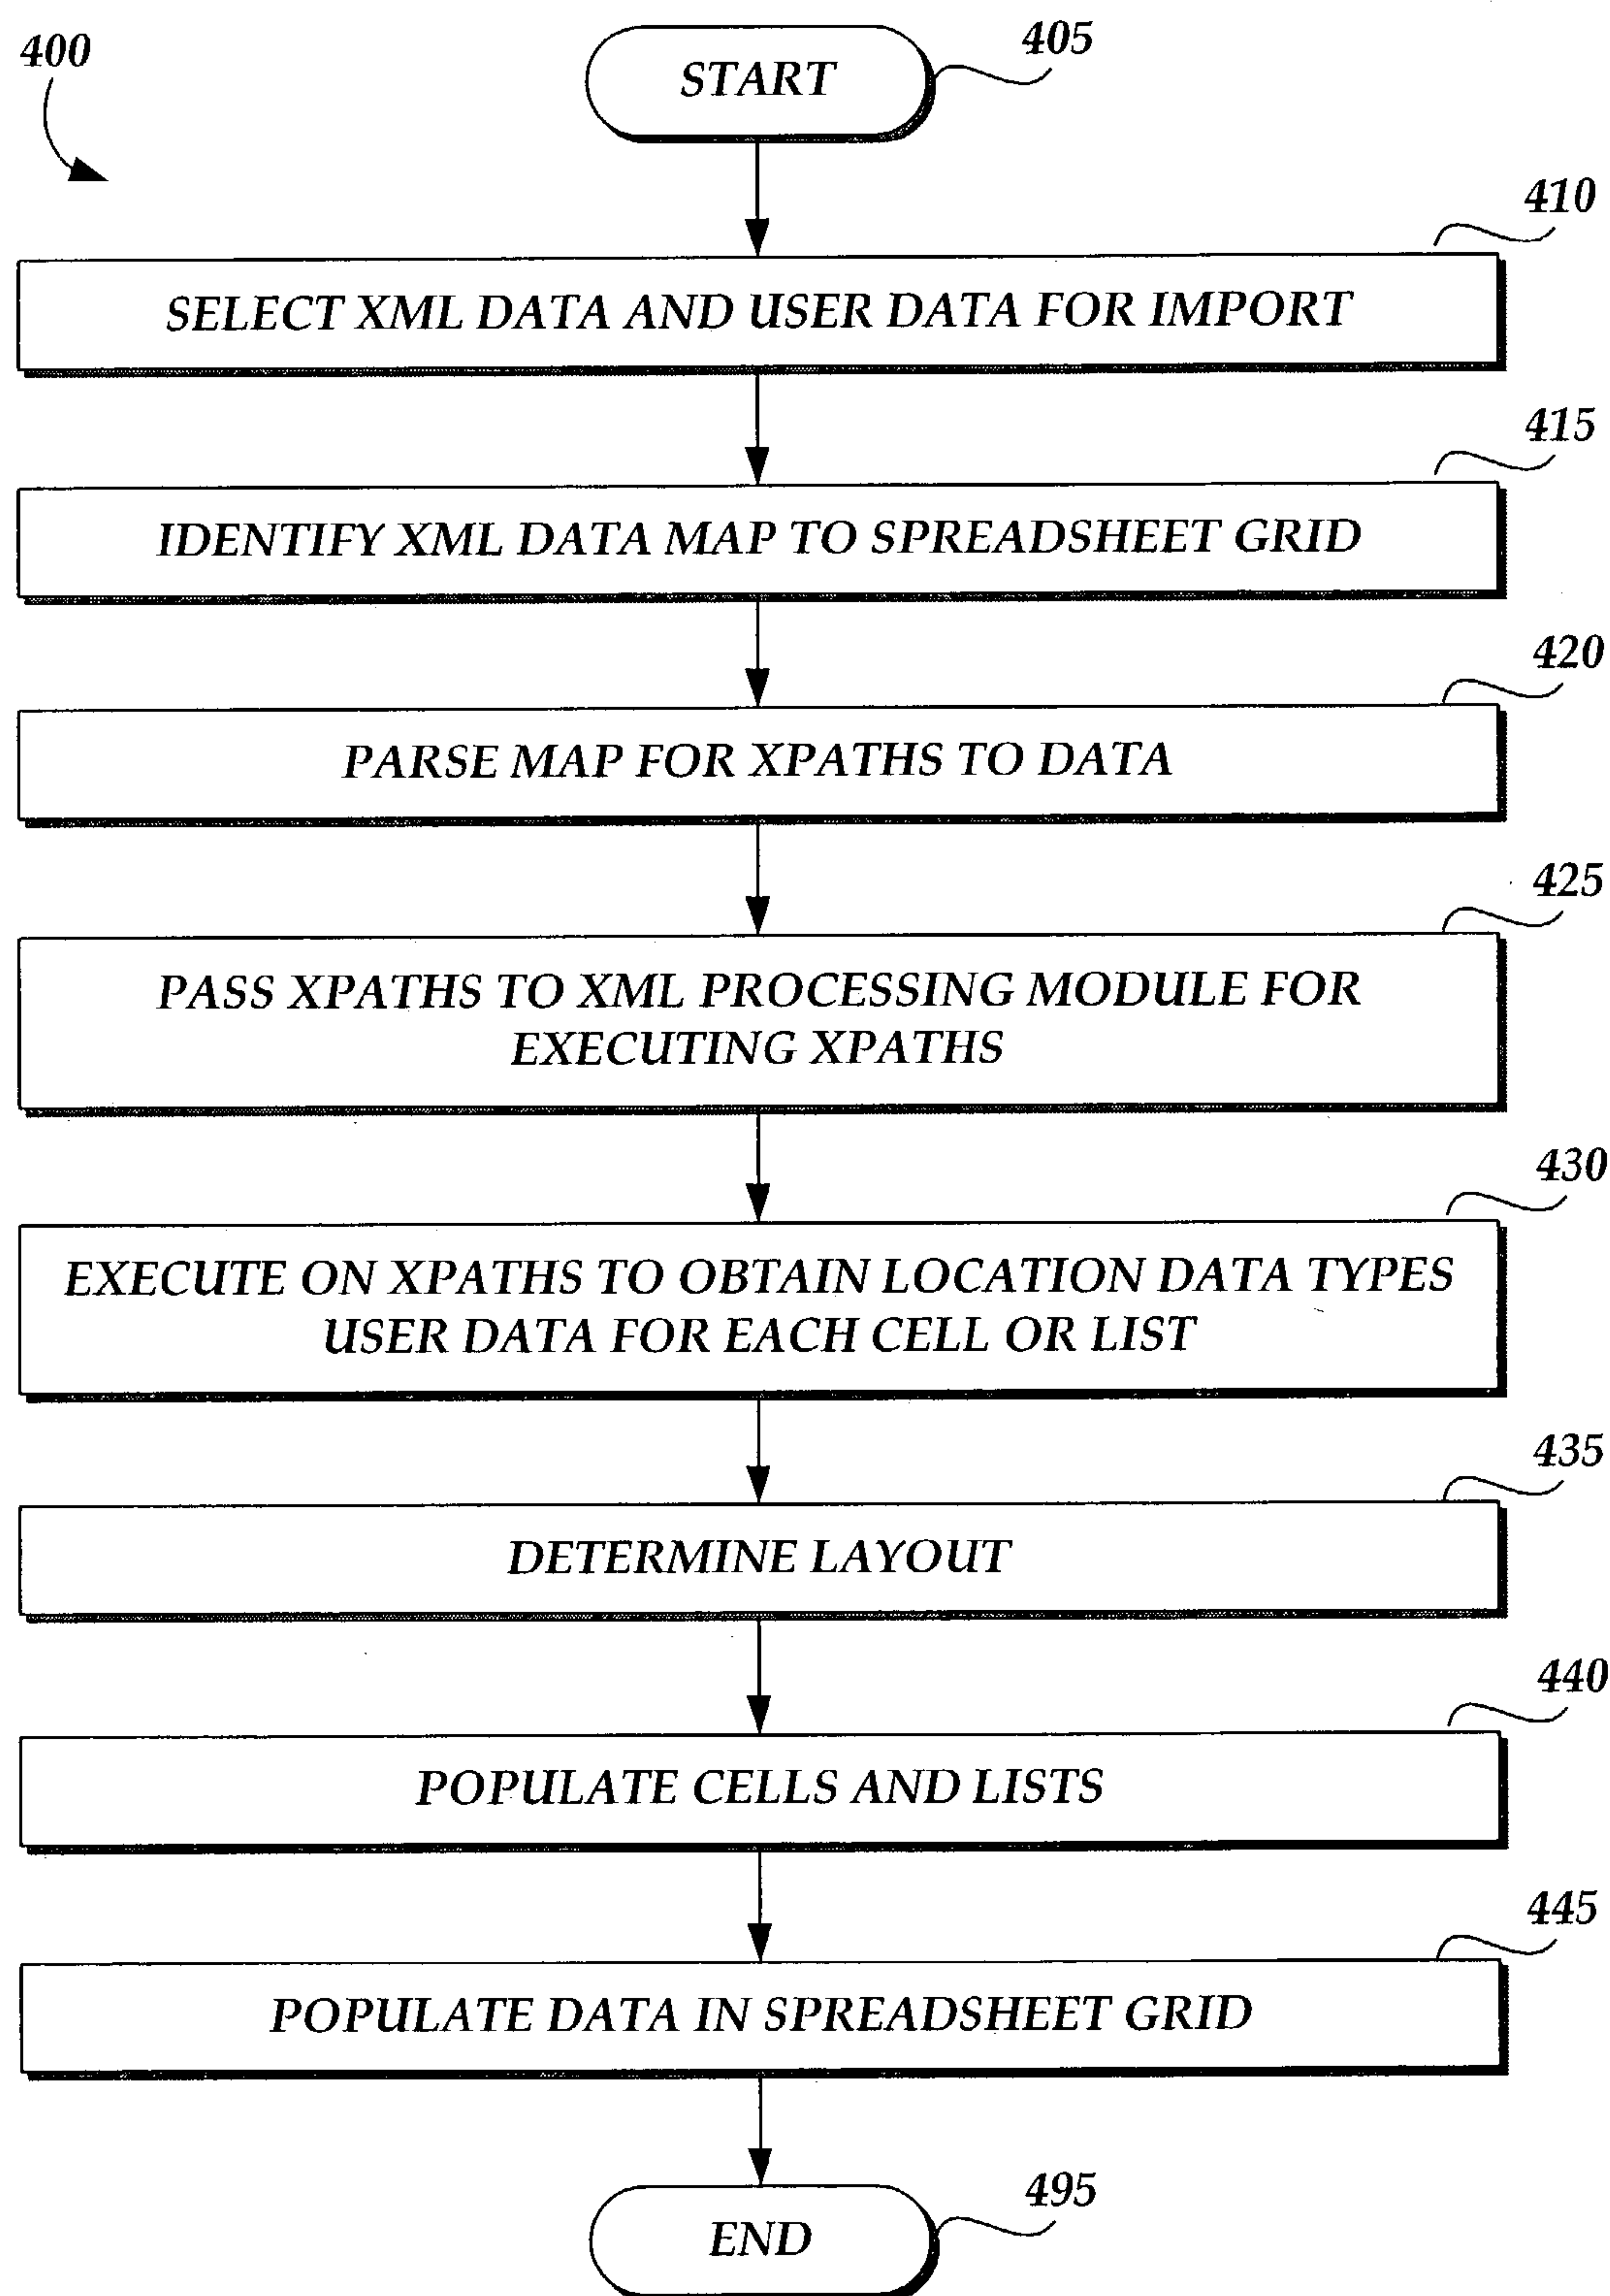 400
START
405
410
SELECT XML DATA AND USER DATA FOR IMPORT
415
IDENTIFY XML DATA MAP TO SPREADSHEET GRID
420
PARSE MAP FOR XPATHS TO DATA
425
PASS XPATHS TO XML PROCESSING MODULE FOR
EXECUTING XPATHS
430
EXECUTE ON XPATHS TO OBTAIN LOCATION DATA TYPES
USER DATA FOR EACH CELL OR LIST
435
DETERMINE LAYOUT
440
POPULATE CELLS AND LISTS
445
POPULATE DATA IN SPREADSHEET GRID
END
495